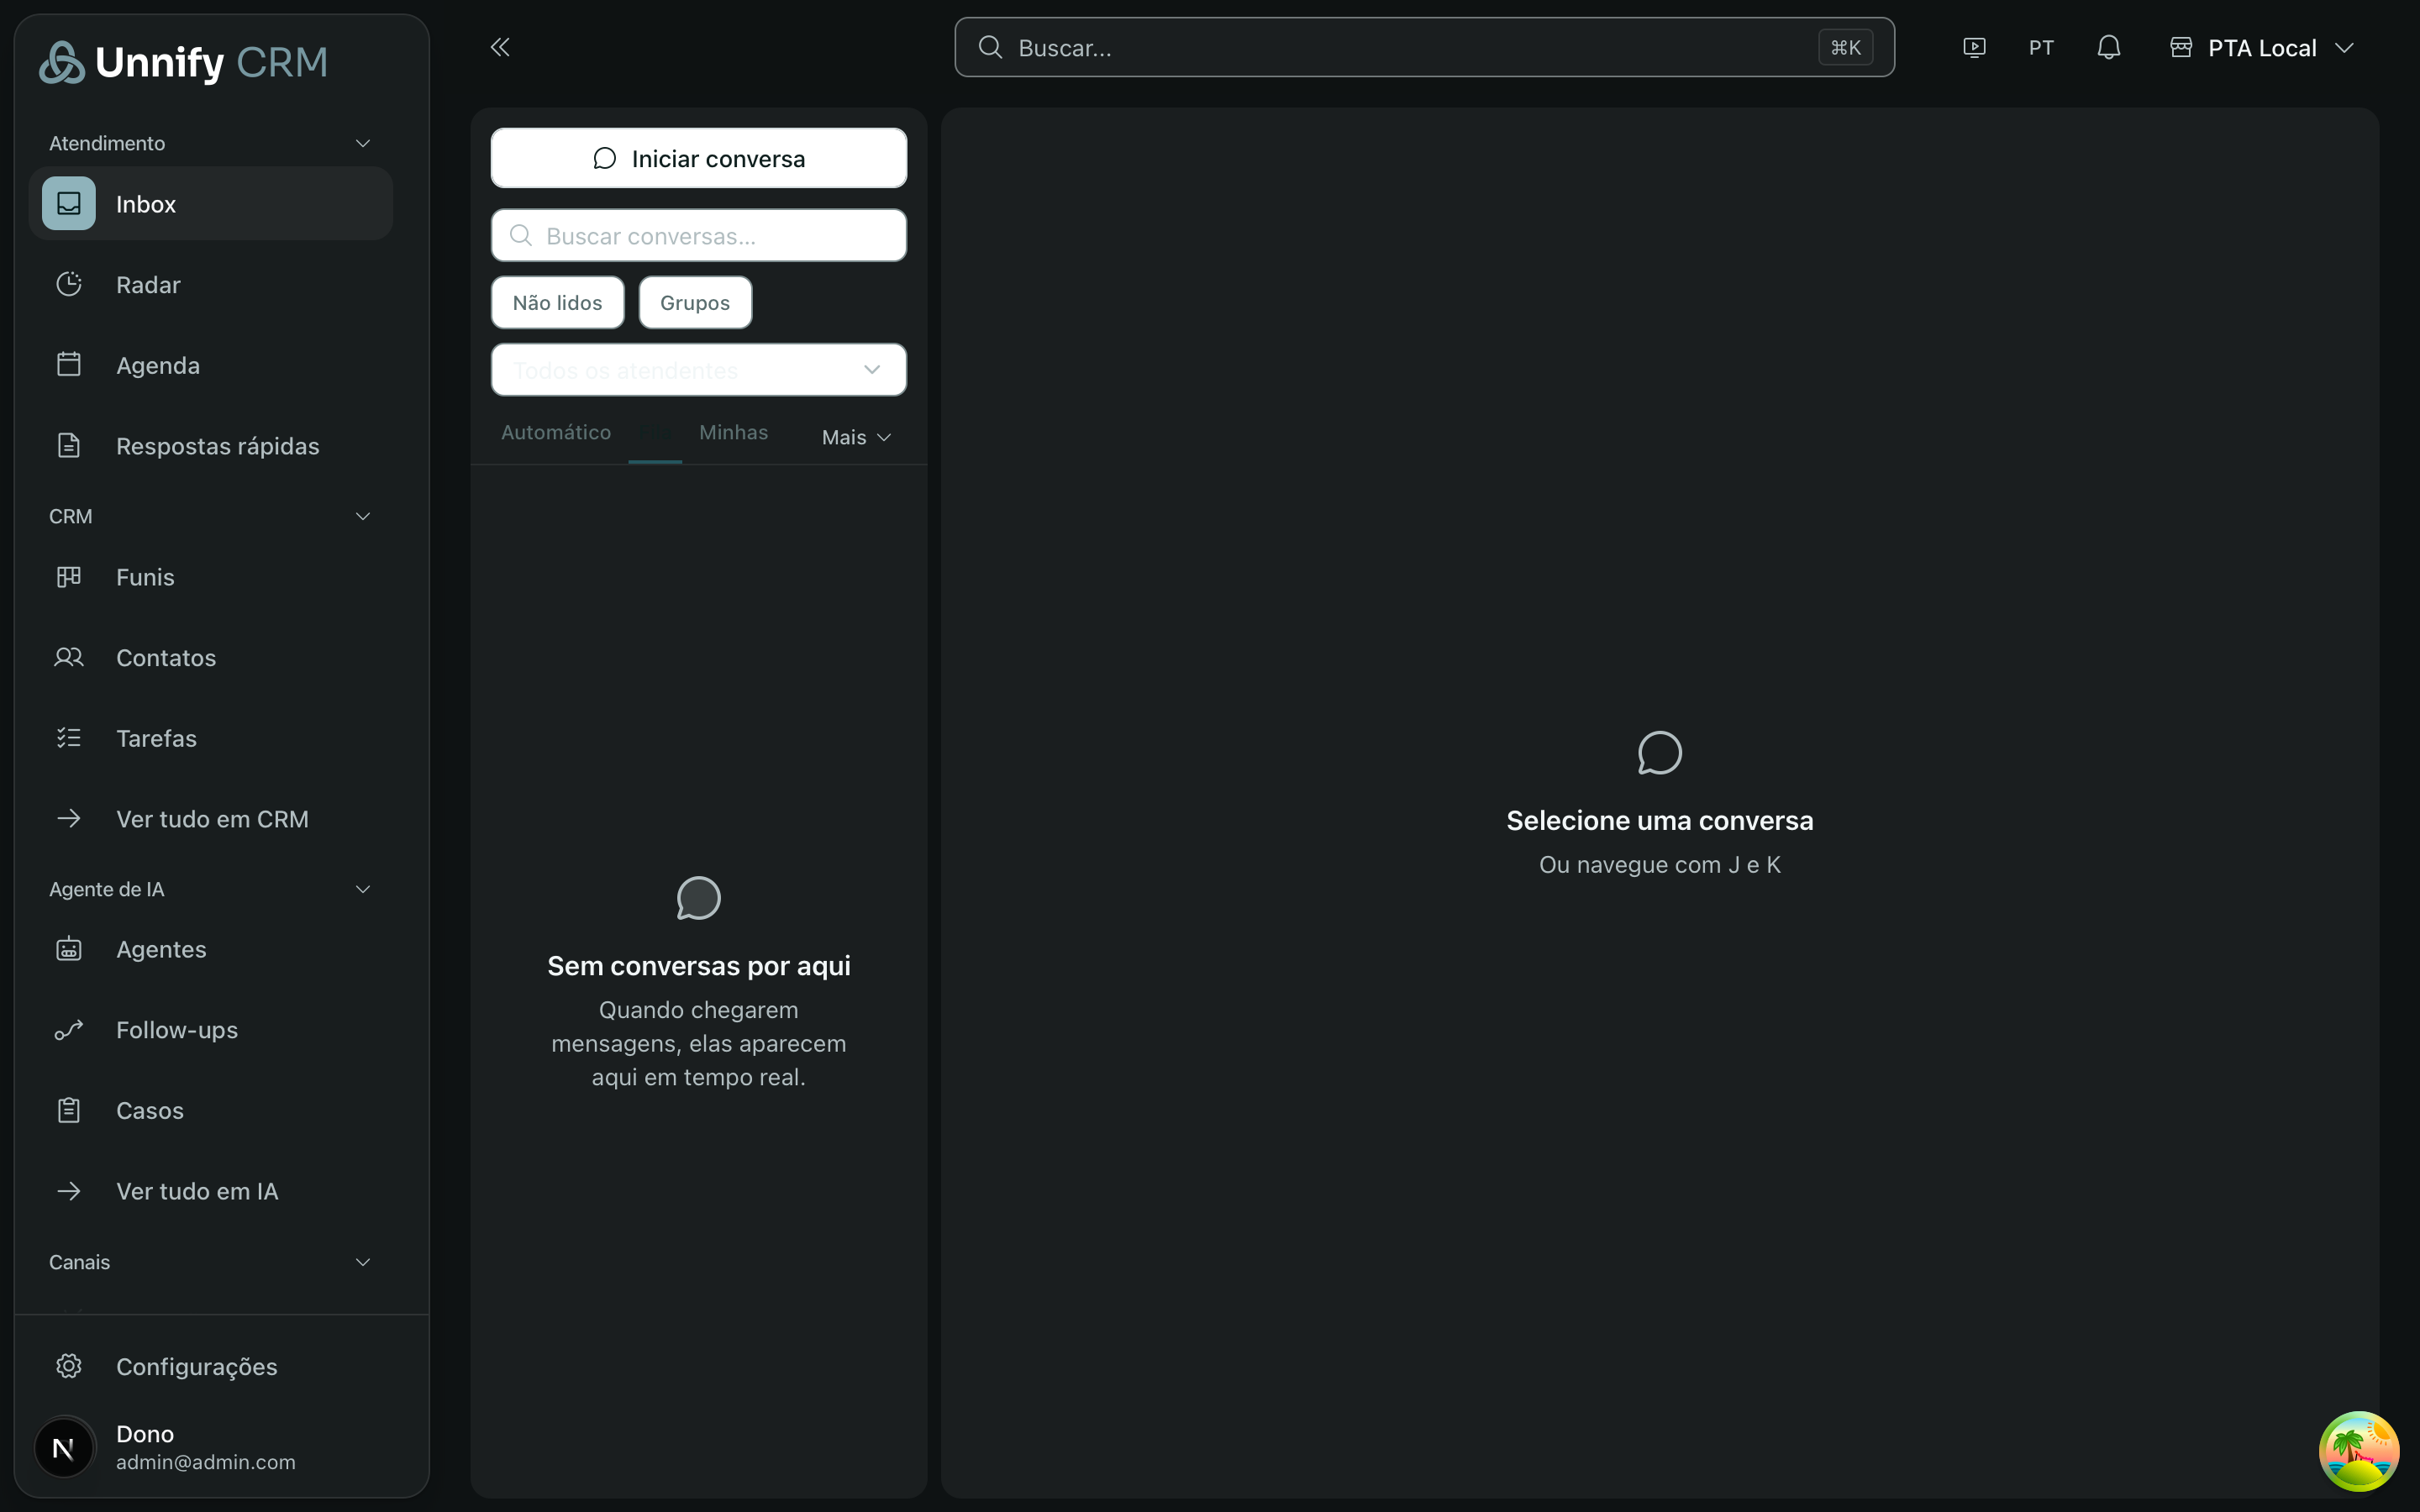 Unnify CRM
Atendimento
Inbox
Radar
Agenda
Respostas rápidas
CRM
Funis
Contatos
Tarefas
Ver tudo em CRM
Agente de IA
Agentes
Follow-ups
Casos
Ver tudo em IA
Canais
Configurações
N
Dono
admin@admin.com
Buscar...
⌘K
PT
PTA Local
Iniciar conversa
Buscar conversas...
Não lidos
Grupos
Todos os atendentes
Automático
Minhas
Mais
Sem conversas por aqui
Quando chegarem
mensagens, elas aparecem
aqui em tempo real.
Selecione uma conversa
Ou navegue com J e K